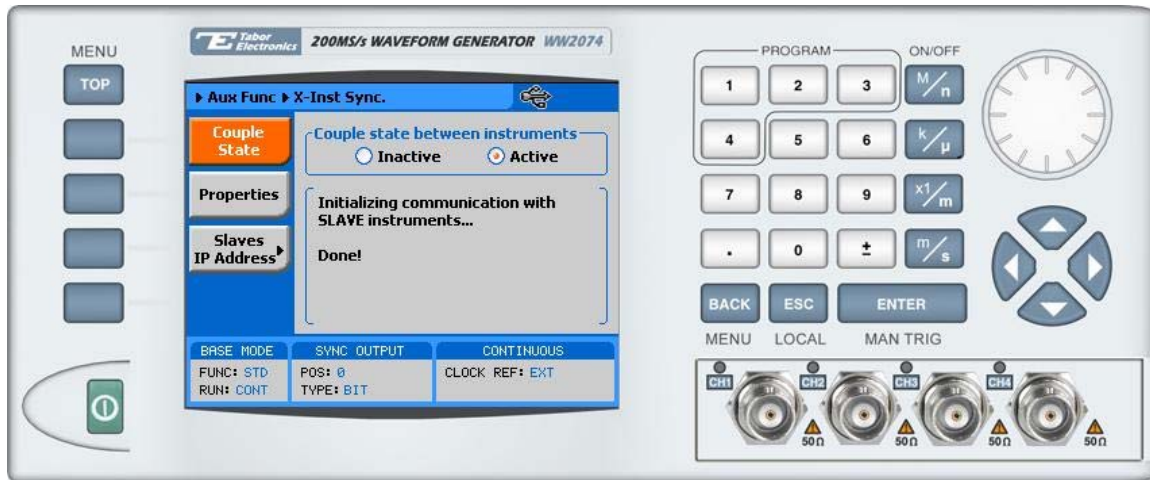 MENU
TOP
Tabor
Electronics
200MS/s WAVEFORM GENERATOR WW2074
Aux Func X-Inst Sync.
Couple
State
Properties
Slaves
IP Address
Couple state between instruments
Inactive
Active
Initializing communication with
SLAVE instruments...
Done!
BASE MODE
FUNC: STD
RUN: CONT
SYNC OUTPUT
POS: 0
TYPE: BIT
CONTINUOUS
CLOCK REF: EXT
PROGRAM
ON/OFF
1 2 3 M/n
4 5 6 k/µ
7 8 9 x1/m
. 0 ± m/s
BACK ESC ENTER
MENU LOCAL MAN TRIG
CH1 CH2 CH3 CH4
50Ω 50Ω 50Ω 50Ω